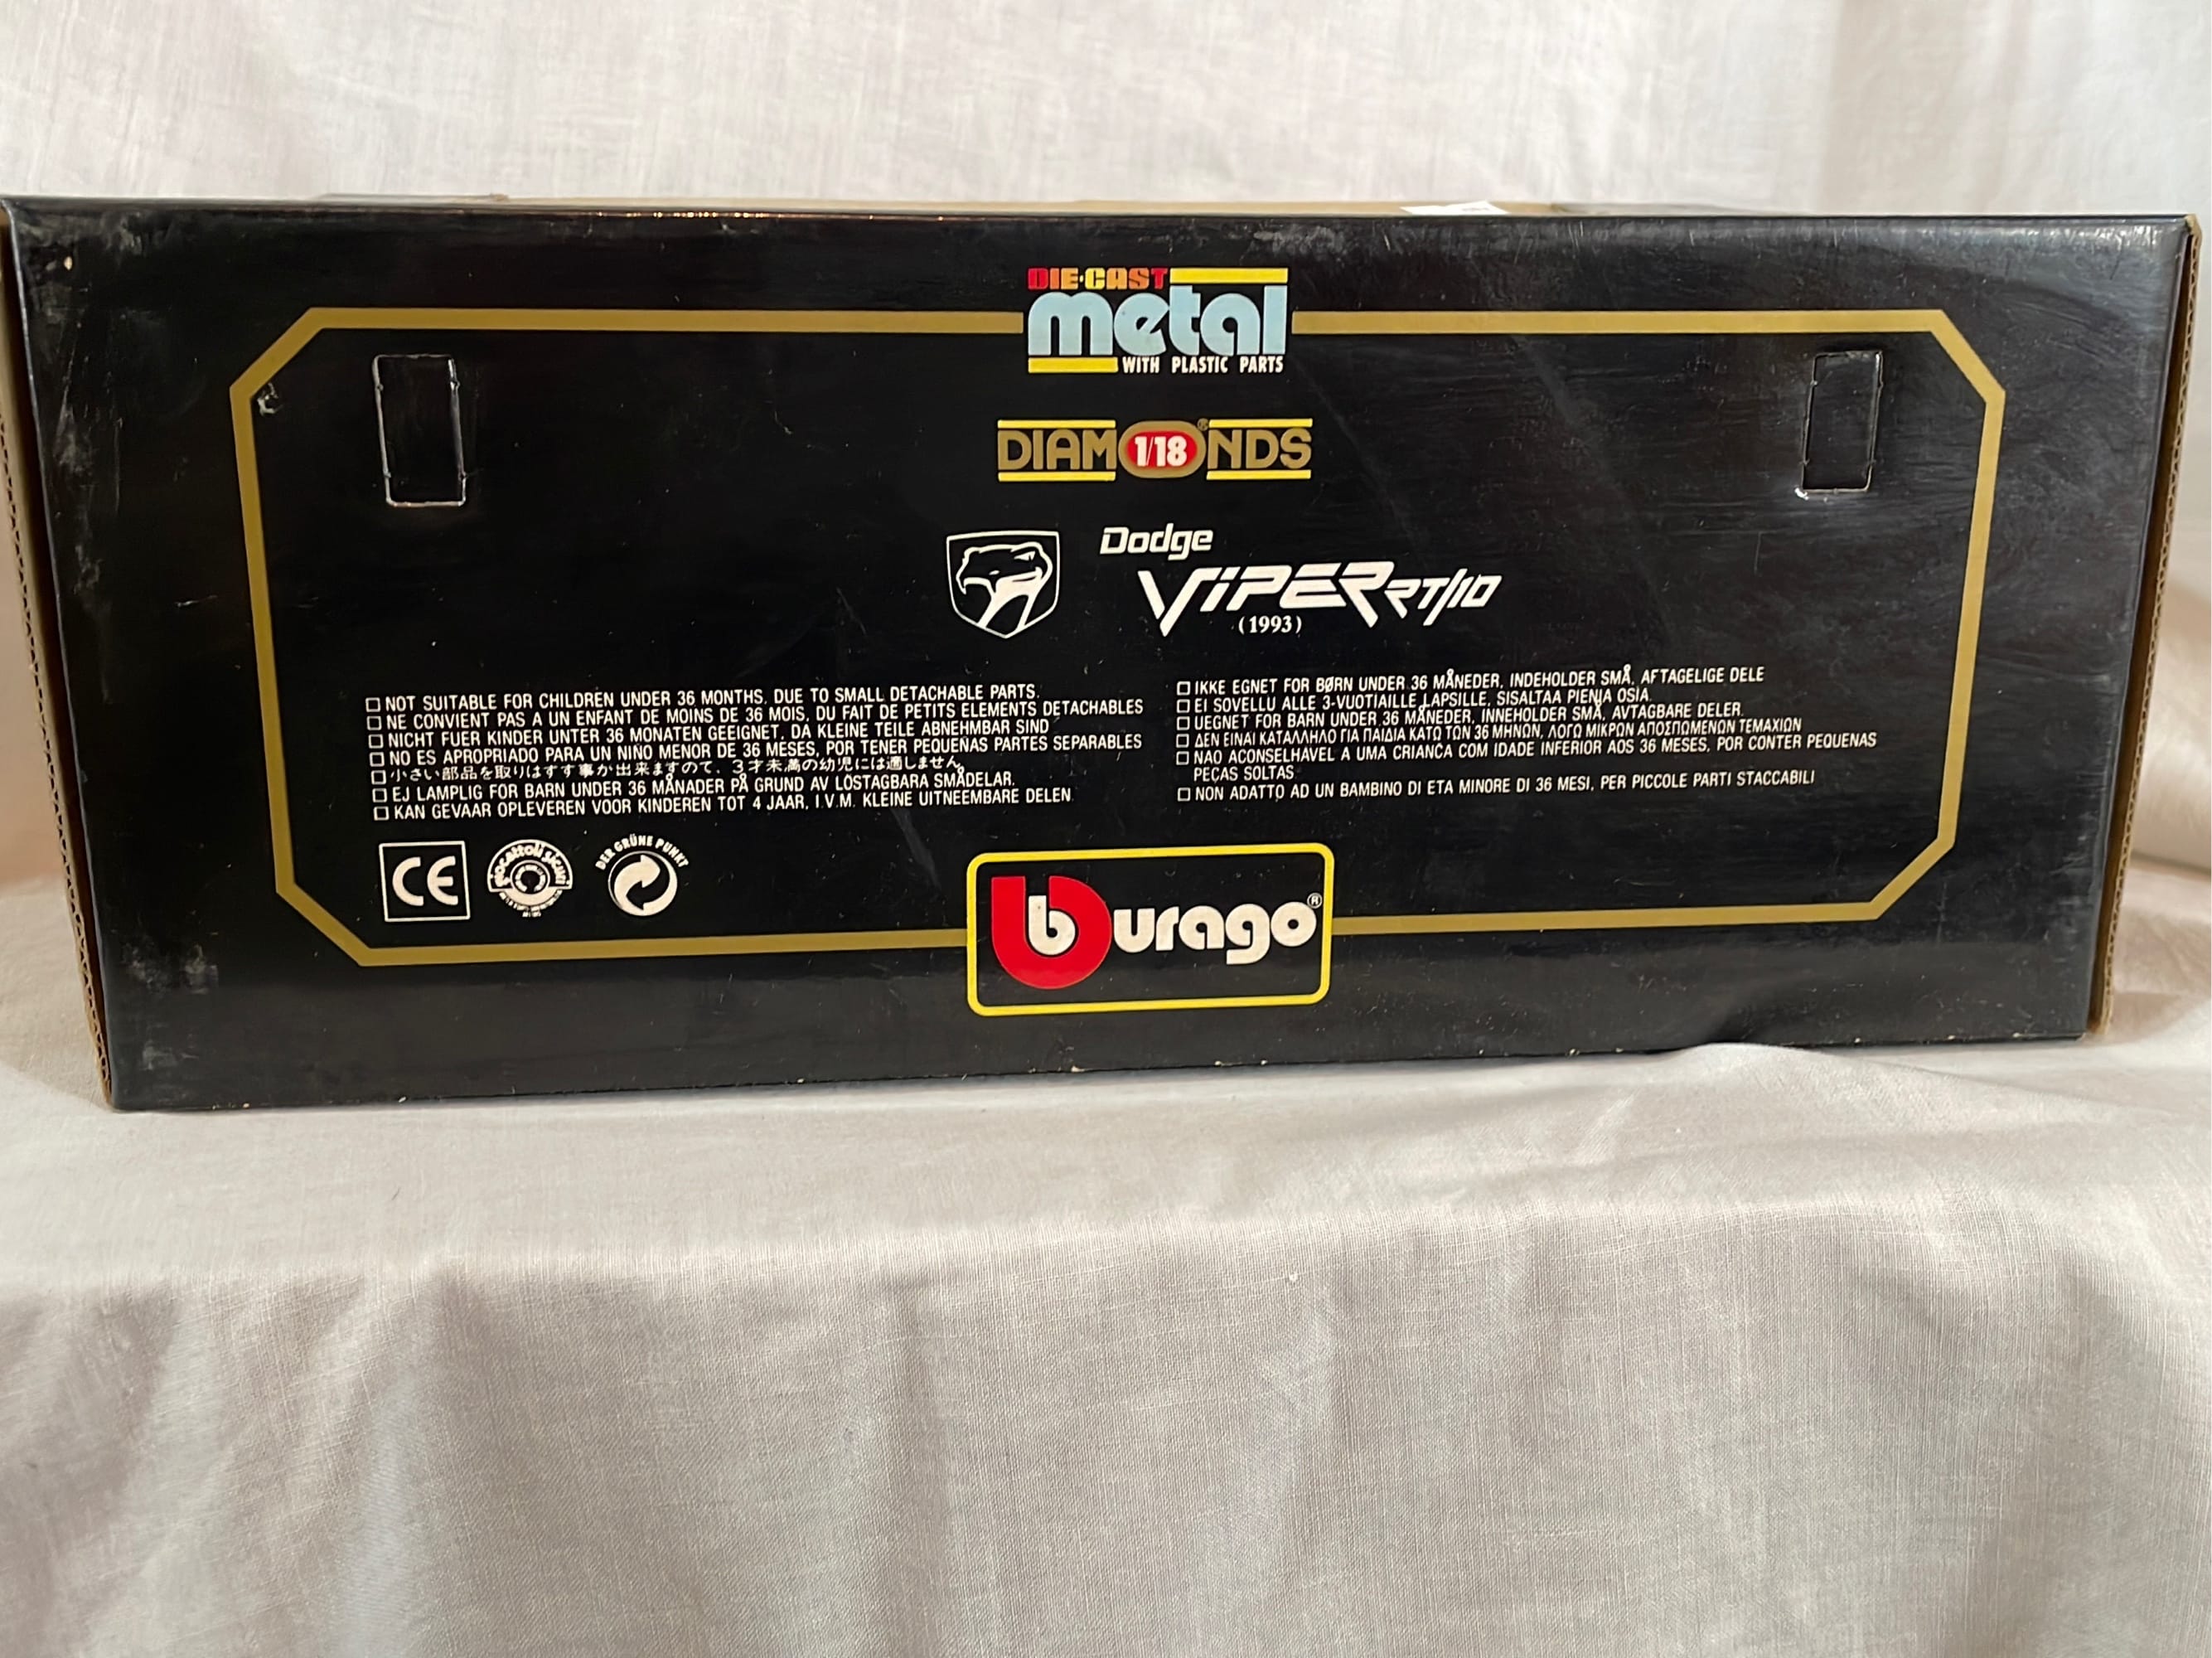 DIE·CAST
metal
WITH PLASTIC PARTS
DIAM 1/18 ® NDS
Dodge
VIPER RT/10
(1993)
☐ NOT SUITABLE FOR CHILDREN UNDER 36 MONTHS. DUE TO SMALL DETACHABLE PARTS.
☐ NE CONVIENT PAS A UN ENFANT DE MOINS DE 36 MOIS, DU FAIT DE PETITS ELEMENTS DETACHABLES
☐ NICHT FUER KINDER UNTER 36 MONATEN GEEIGNET. DA KLEINE TEILE ABNEHMBAR SIND
☐ NO ES APROPRIADO PARA UN NINO MENOR DE 36 MESES, POR TENER PEQUEÑAS PARTES SEPARABLES
☐ 小さい部品を取りはずす事が出来ますので、3才未満の幼児には適しません。
☐ EJ LAMPLIG FOR BARN UNDER 36 MÅNADER PÅ GRUND AV LÖSTAGBARA SMÅDELAR.
☐ KAN GEVAAR OPLEVEREN VOOR KINDEREN TOT 4 JAAR, I.V.M. KLEINE UITNEEMBARE DELEN
☐ IKKE EGNET FOR BØRN UNDER 36 MÅNEDER, INDEHOLDER SMÅ, AFTAGELIGE DELE
☐ EI SOVELLU ALLE 3-VUOTIAILLE LAPSILLE, SISALTAA PIENIA OSIA
☐ UEGNET FOR BARN UNDER 36 MÅNEDER, INNEHOLDER SMÅ, AVTAGBARE DELER.
☐ ΔΕΝ ΕΙΝΑΙ ΚΑΤΑΛΛΗΛΟ ΓΙΑ ΠΑΙΔΙΑ ΚΑΤΩ ΤΩΝ 36 ΜΗΝΩΝ, ΛΟΓΩ ΜΙΚΡΩΝ ΑΠΟΣΠΩΜΕΝΩΝ ΤΕΜΑΧΙΩΝ
☐ NAO ACONSELHAVEL A UMA CRIANCA COM IDADE INFERIOR AOS 36 MESES, POR CONTER PEQUENAS
PEÇAS SOLTAS
☐ NON ADATTO AD UN BAMBINO DI ETA MINORE DI 36 MESI, PER PICCOLE PARTI STACCABILI
CE
giocattoli sicuri
DER GRÜNE PUNKT
burago®